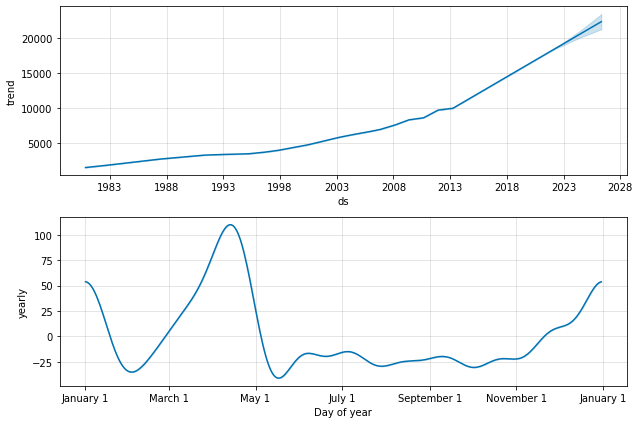 20000
15000
10000
5000
trend
1983 1988 1993 1998 2003 2008 2013 2018 2023 2028
ds
100
75
50
25
0
−25
yearly
January 1 March 1 May 1 July 1 September 1 November 1 January 1
Day of year